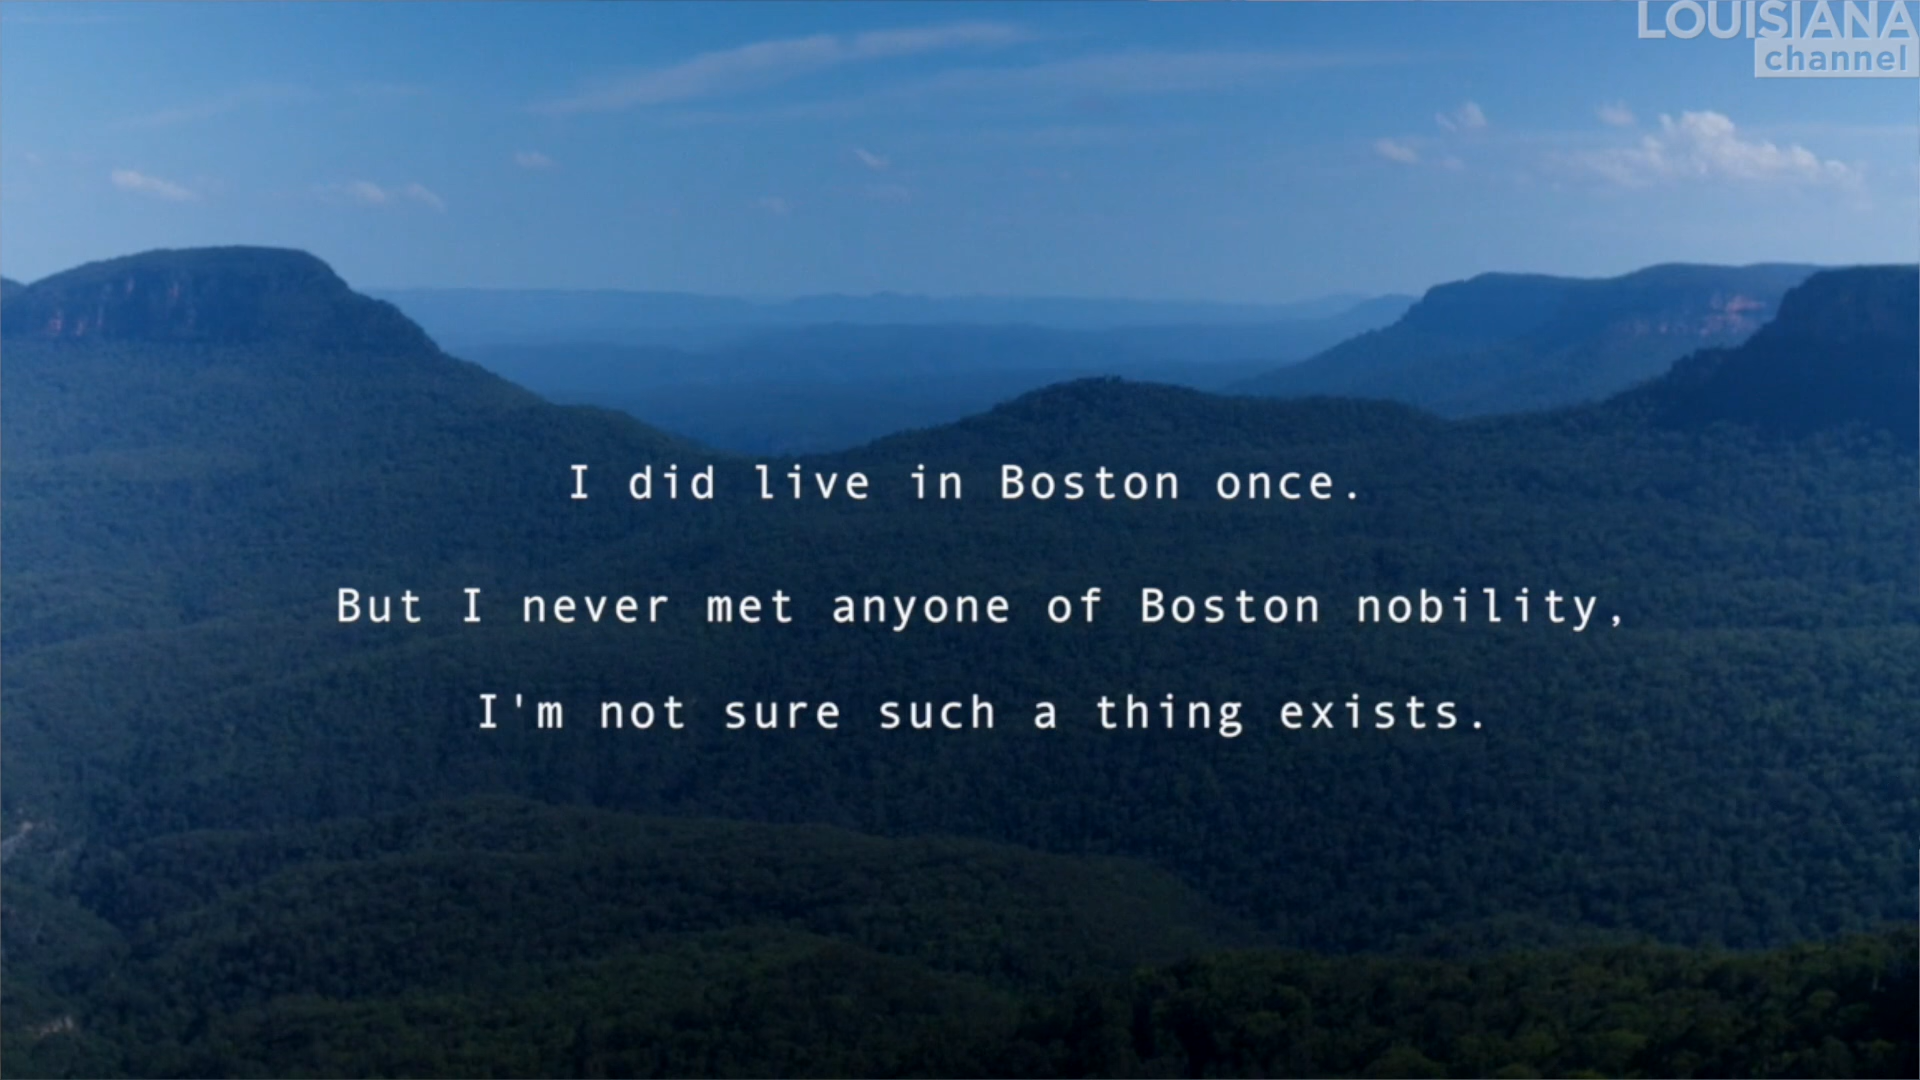 LOUISIANA
channel
I did live in Boston once.
But I never met anyone of Boston nobility,
I'm not sure such a thing exists.